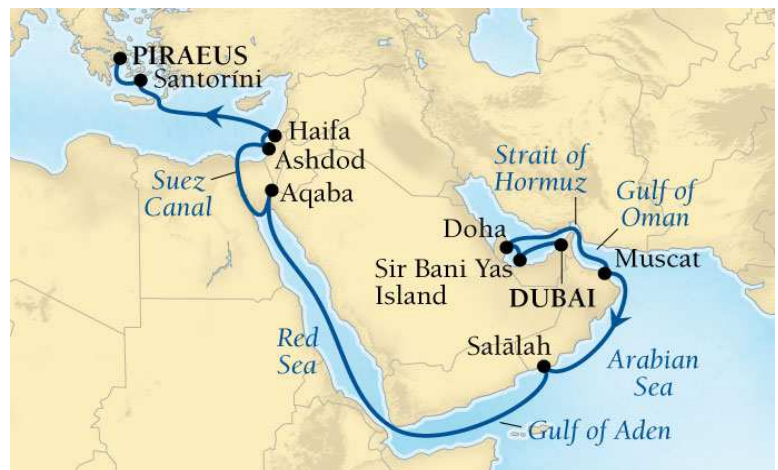 PIRAEUS
Santoríni
Haifa
Ashdod
Suez
Canal
Aqaba
Strait of
Hormuz
Gulf of
Oman
Doha
Sir Bani Yas
Island
DUBAI
Muscat
Red
Sea
Salālah
Arabian
Sea
Gulf of Aden